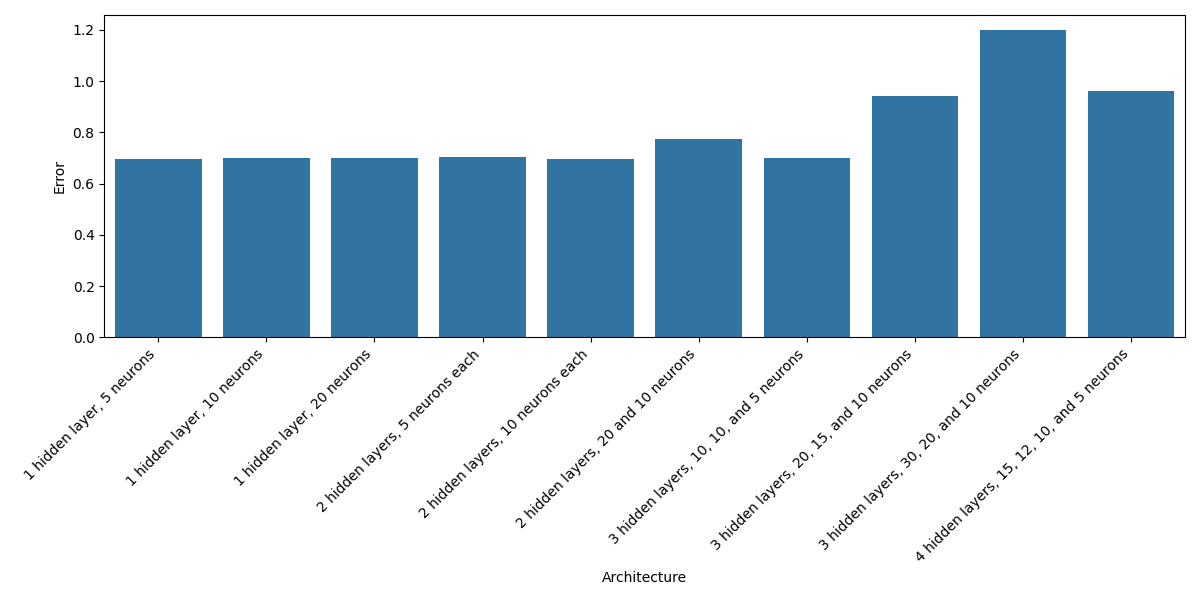 1.2
1.0
0.8
0.6
0.4
0.2
0.0
Error
1 hidden layer, 5 neurons
1 hidden layer, 10 neurons
1 hidden layer, 20 neurons
2 hidden layers, 5 neurons each
2 hidden layers, 10 neurons each
2 hidden layers, 20 and 10 neurons
3 hidden layers, 10, 10, and 5 neurons
3 hidden layers, 20, 15, and 10 neurons
3 hidden layers, 30, 20, and 10 neurons
4 hidden layers, 15, 12, 10, and 5 neurons
Architecture